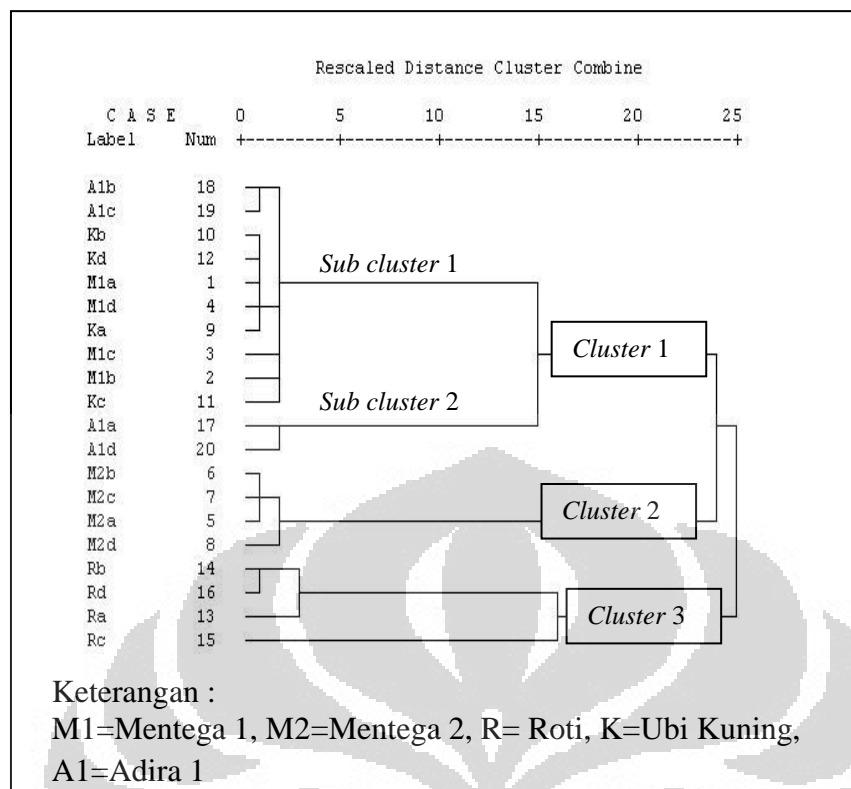 Rescaled Distance Cluster Combine
C A S E 0 5 10 15 20 25
Label Num +---------+---------+---------+---------+---------+
A1b 18
A1c 19
Kb 10
Kd 12
Sub cluster 1
M1a 1
M1d 4
Ka 9
Cluster 1
M1c 3
M1b 2
Kc 11
Sub cluster 2
A1a 17
A1d 20
M2b 6
M2c 7
Cluster 2
M2a 5
M2d 8
Rb 14
Rd 16
Ra 13
Cluster 3
Rc 15
Keterangan :
M1=Mentega 1, M2=Mentega 2, R= Roti, K=Ubi Kuning,
A1=Adira 1